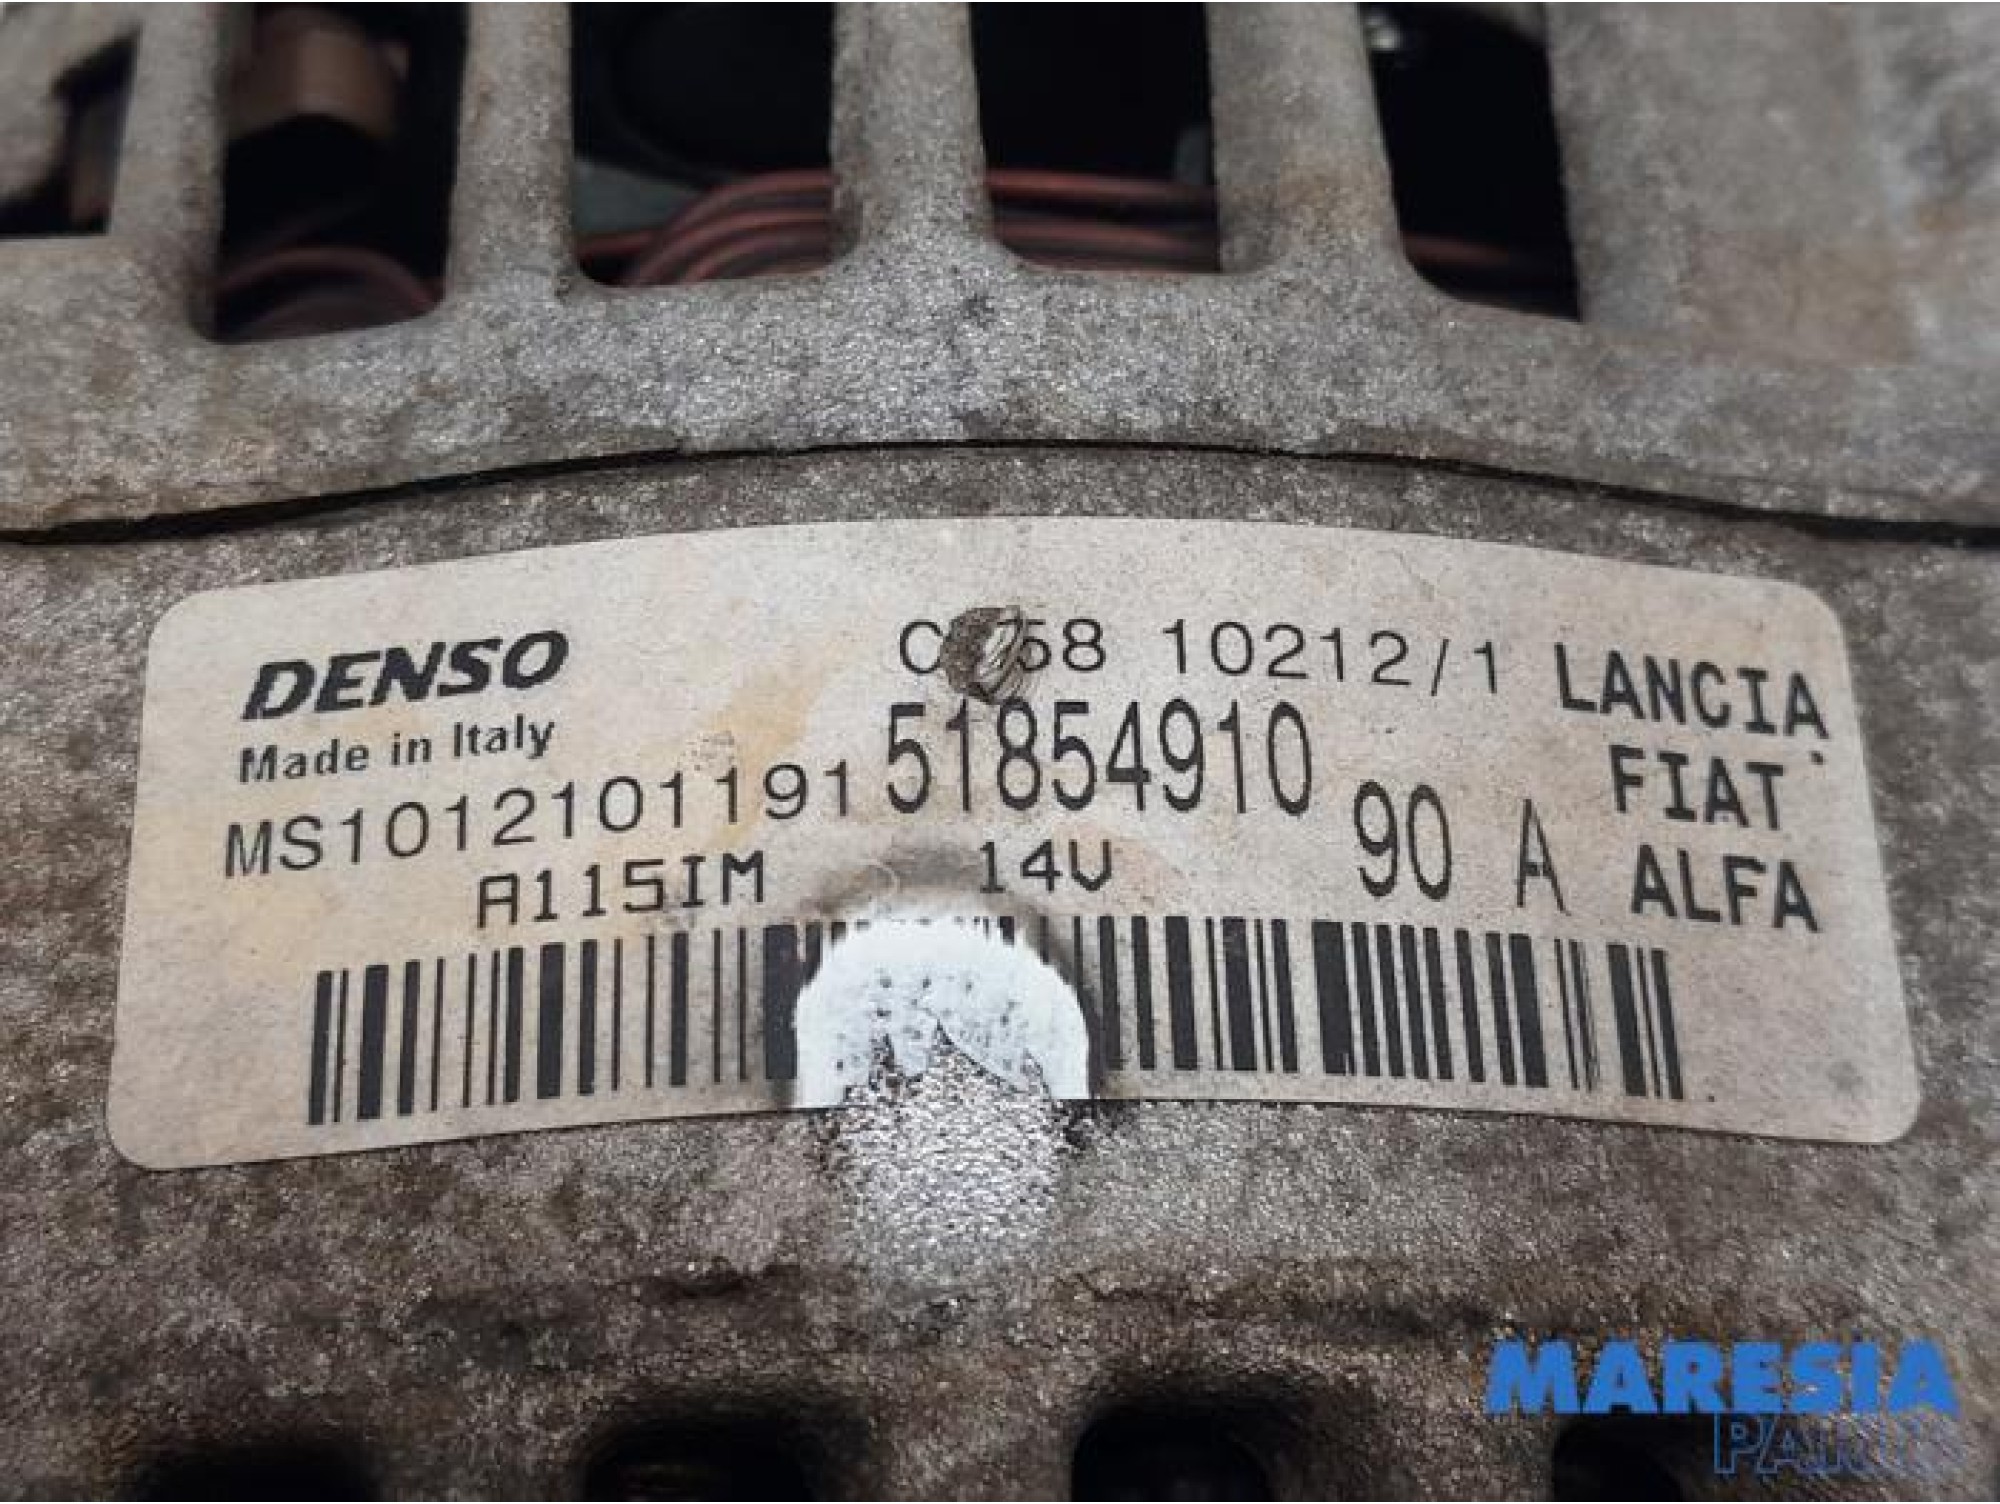 DENSO
Made in Italy
10212/1
MS1012101191
51854910
A115IM
14V
90 A
LANCIA
FIAT
ALFA
MARESIA
PARTS